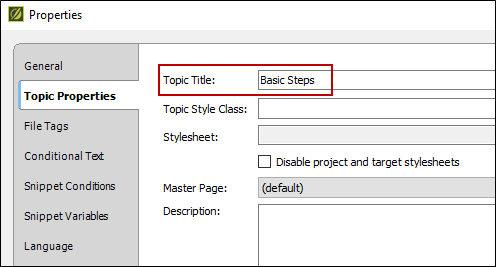 Properties
General
Topic Properties
File Tags
Conditional Text
Snippet Conditions
Snippet Variables
Language
Topic Title: Basic Steps
Topic Style Class:
Stylesheet:
Disable project and target stylesheets
Master Page: (default)
Description: